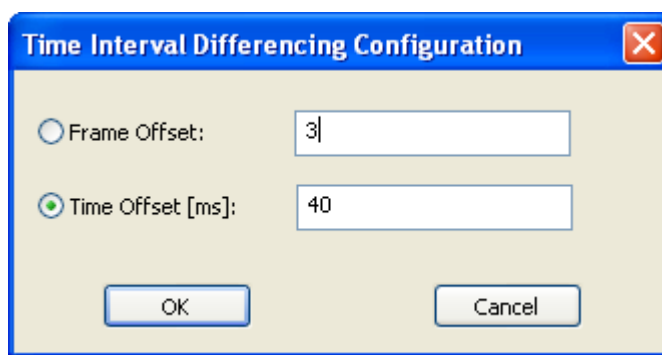 Time Interval Differencing Configuration
Frame Offset: 3
Time Offset [ms]: 40
OK Cancel